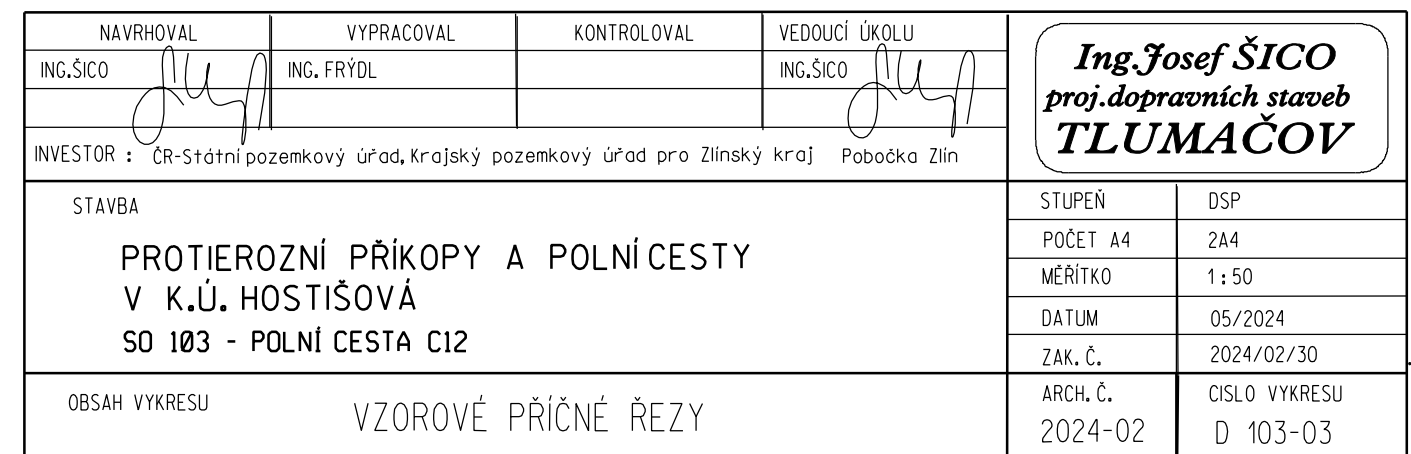 NAVRHOVAL VYPRACOVAL KONTROLOVAL VEDOUCÍ ÚKOLU
ING.ŠICO ING. FRÝDL ING.ŠICO
INVESTOR : ČR-Státní pozemkový úřad, Krajský pozemkový úřad pro Zlínský kraj Pobočka Zlín
Ing.Josef ŠICO
proj.dopravních staveb
TLUMAČOV
STAVBA
PROTIEROZNÍ PŘÍKOPY A POLNÍ CESTY
V K.Ú. HOSTIŠOVÁ
SO 103 - POLNÍ CESTA C12
STUPEŇ DSP
POČET A4 2A4
MĚŘÍTKO 1:50
DATUM 05/2024
ZAK. Č. 2024/02/30
OBSAH VYKRESU
VZOROVÉ PŘÍČNÉ ŘEZY
ARCH. Č. CISLO VYKRESU
2024-02 D 103-03